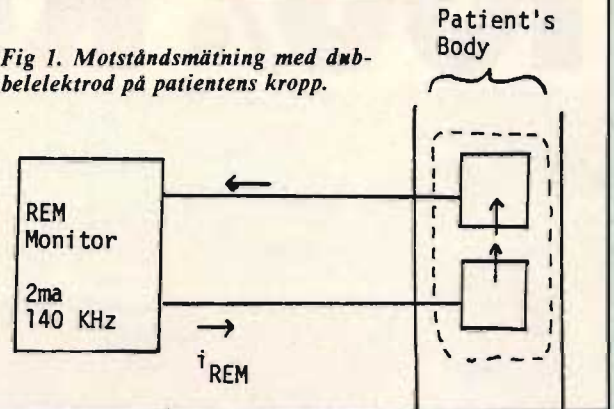 Fig 1. Motståndsmätning med dub-
belelektrod på patientens kropp.
Patient's
Body
REM
Monitor
2ma
140 KHz
iREM